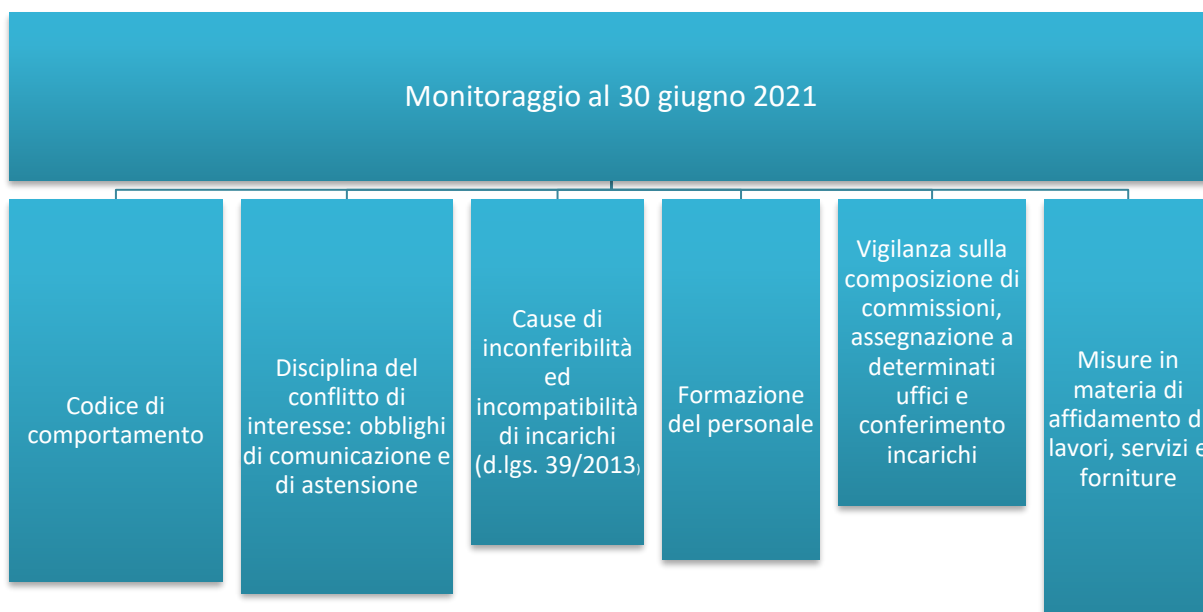 Monitoraggio al 30 giugno 2021
Codice di
comportamento
Disciplina del
conflitto di
interesse: obblighi
di comunicazione e
di astensione
Cause di
inconferibilità
ed
incompatibilità
di incarichi
(d.lgs. 39/2013)
Formazione
del personale
Vigilanza sulla
composizione di
commissioni,
assegnazione a
determinati
uffici e
conferimento
incarichi
Misure in
materia di
affidamento d
lavori, servizi e
forniture